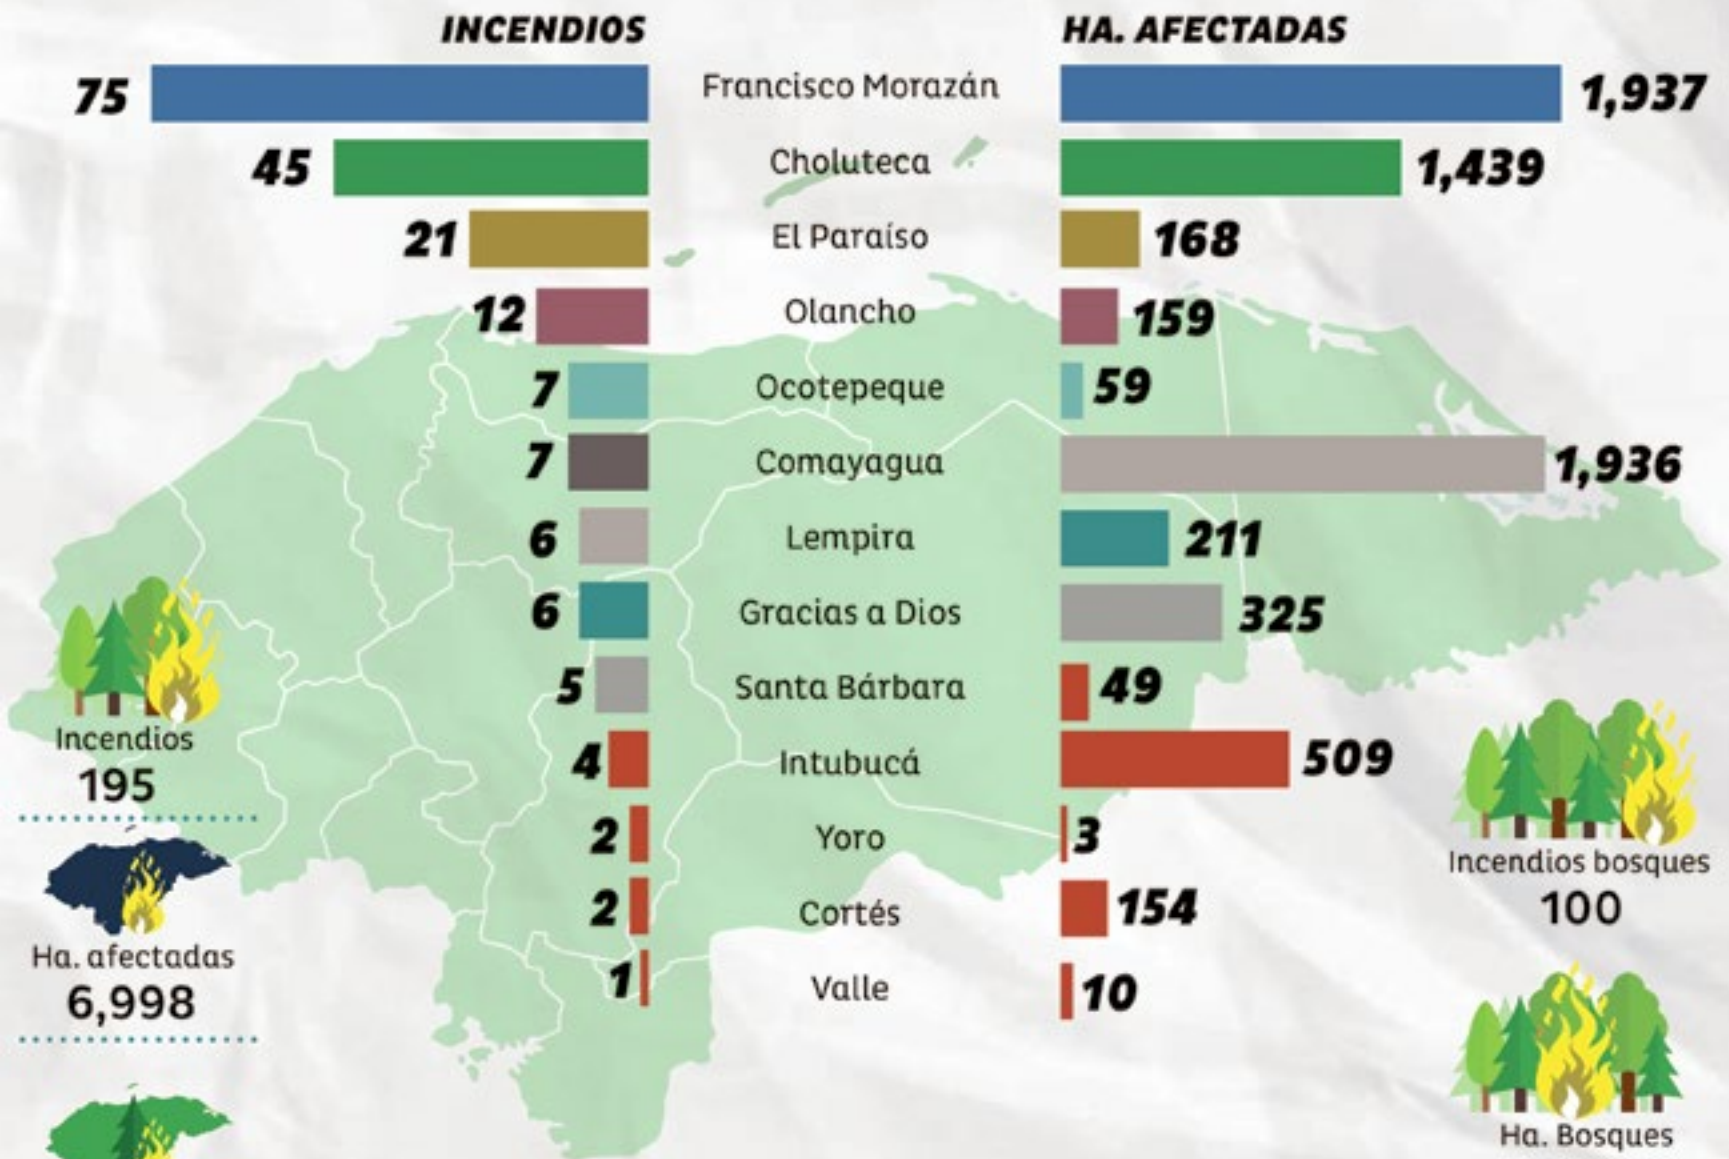 INCENDIOS HA. AFECTADAS
75 Francisco Morazán 1,937
45 Choluteca 1,439
21 El Paraíso 168
12 Olancho 159
7 Ocotepeque 59
7 Comayagua 1,936
6 Lempira 211
6 Gracias a Dios 325
5 Santa Bárbara 49
4 Intubucá 509
2 Yoro 3
2 Cortés 154
1 Valle 10
Incendios
195
Ha. afectadas
6,998
Incendios bosques
100
Ha. Bosques